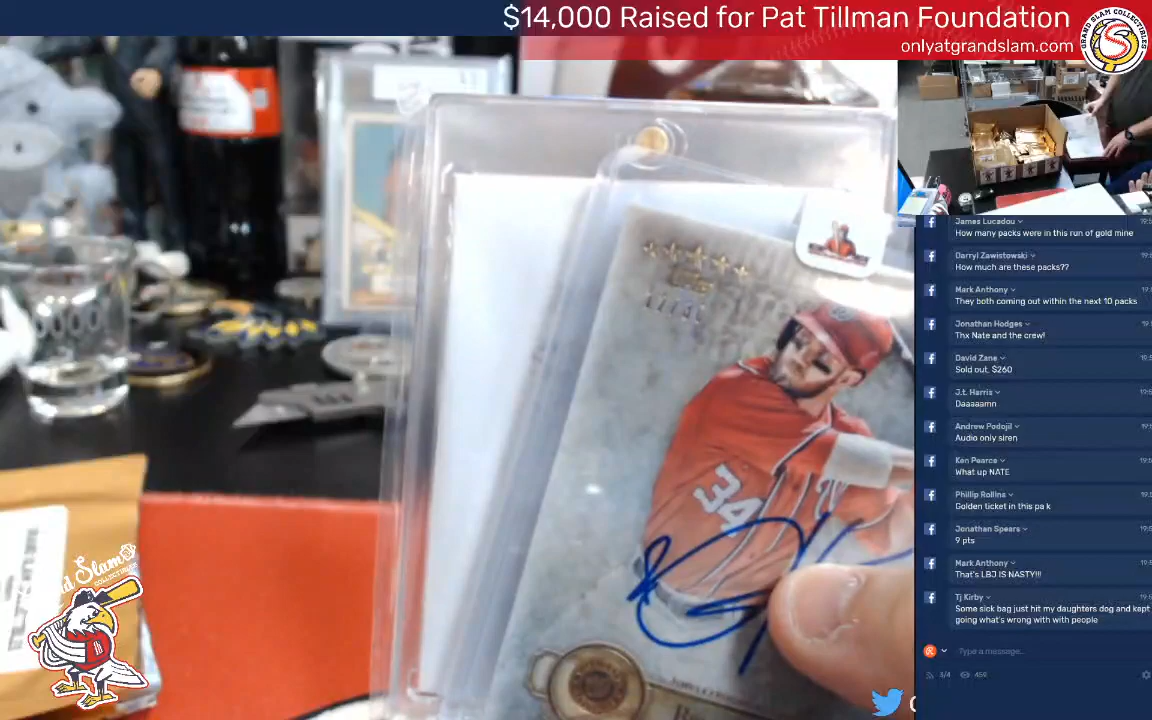 $14,000 Raised for Pat Tillman Foundation
onlyatgrandslam.com
GRAND SLAM COLLECTIBLES
S
James Lucadou
How many packs were in this run of gold mine
Darryl Zawistowski
How much are these packs??
Mark Anthony
They both coming out within the next 10 packs
Jonathan Hodges
Thx Nate and the crew!
David Zane
Sold out, $260
J.t. Harris
Daaaaamn
Andrew Podojil
Audio only siren
Ken Pearce
What up NATE
Phillip Rollins
Golden ticket in this pa k
Jonathan Spears
9 pts
Mark Anthony
That's LBJ IS NASTY!!!
Tj Kirby
Some sick bag just hit my daughters dog and kept
going what's wrong with with people
Type a message...
3/4 459
34
Slam
COLLECTIBLES